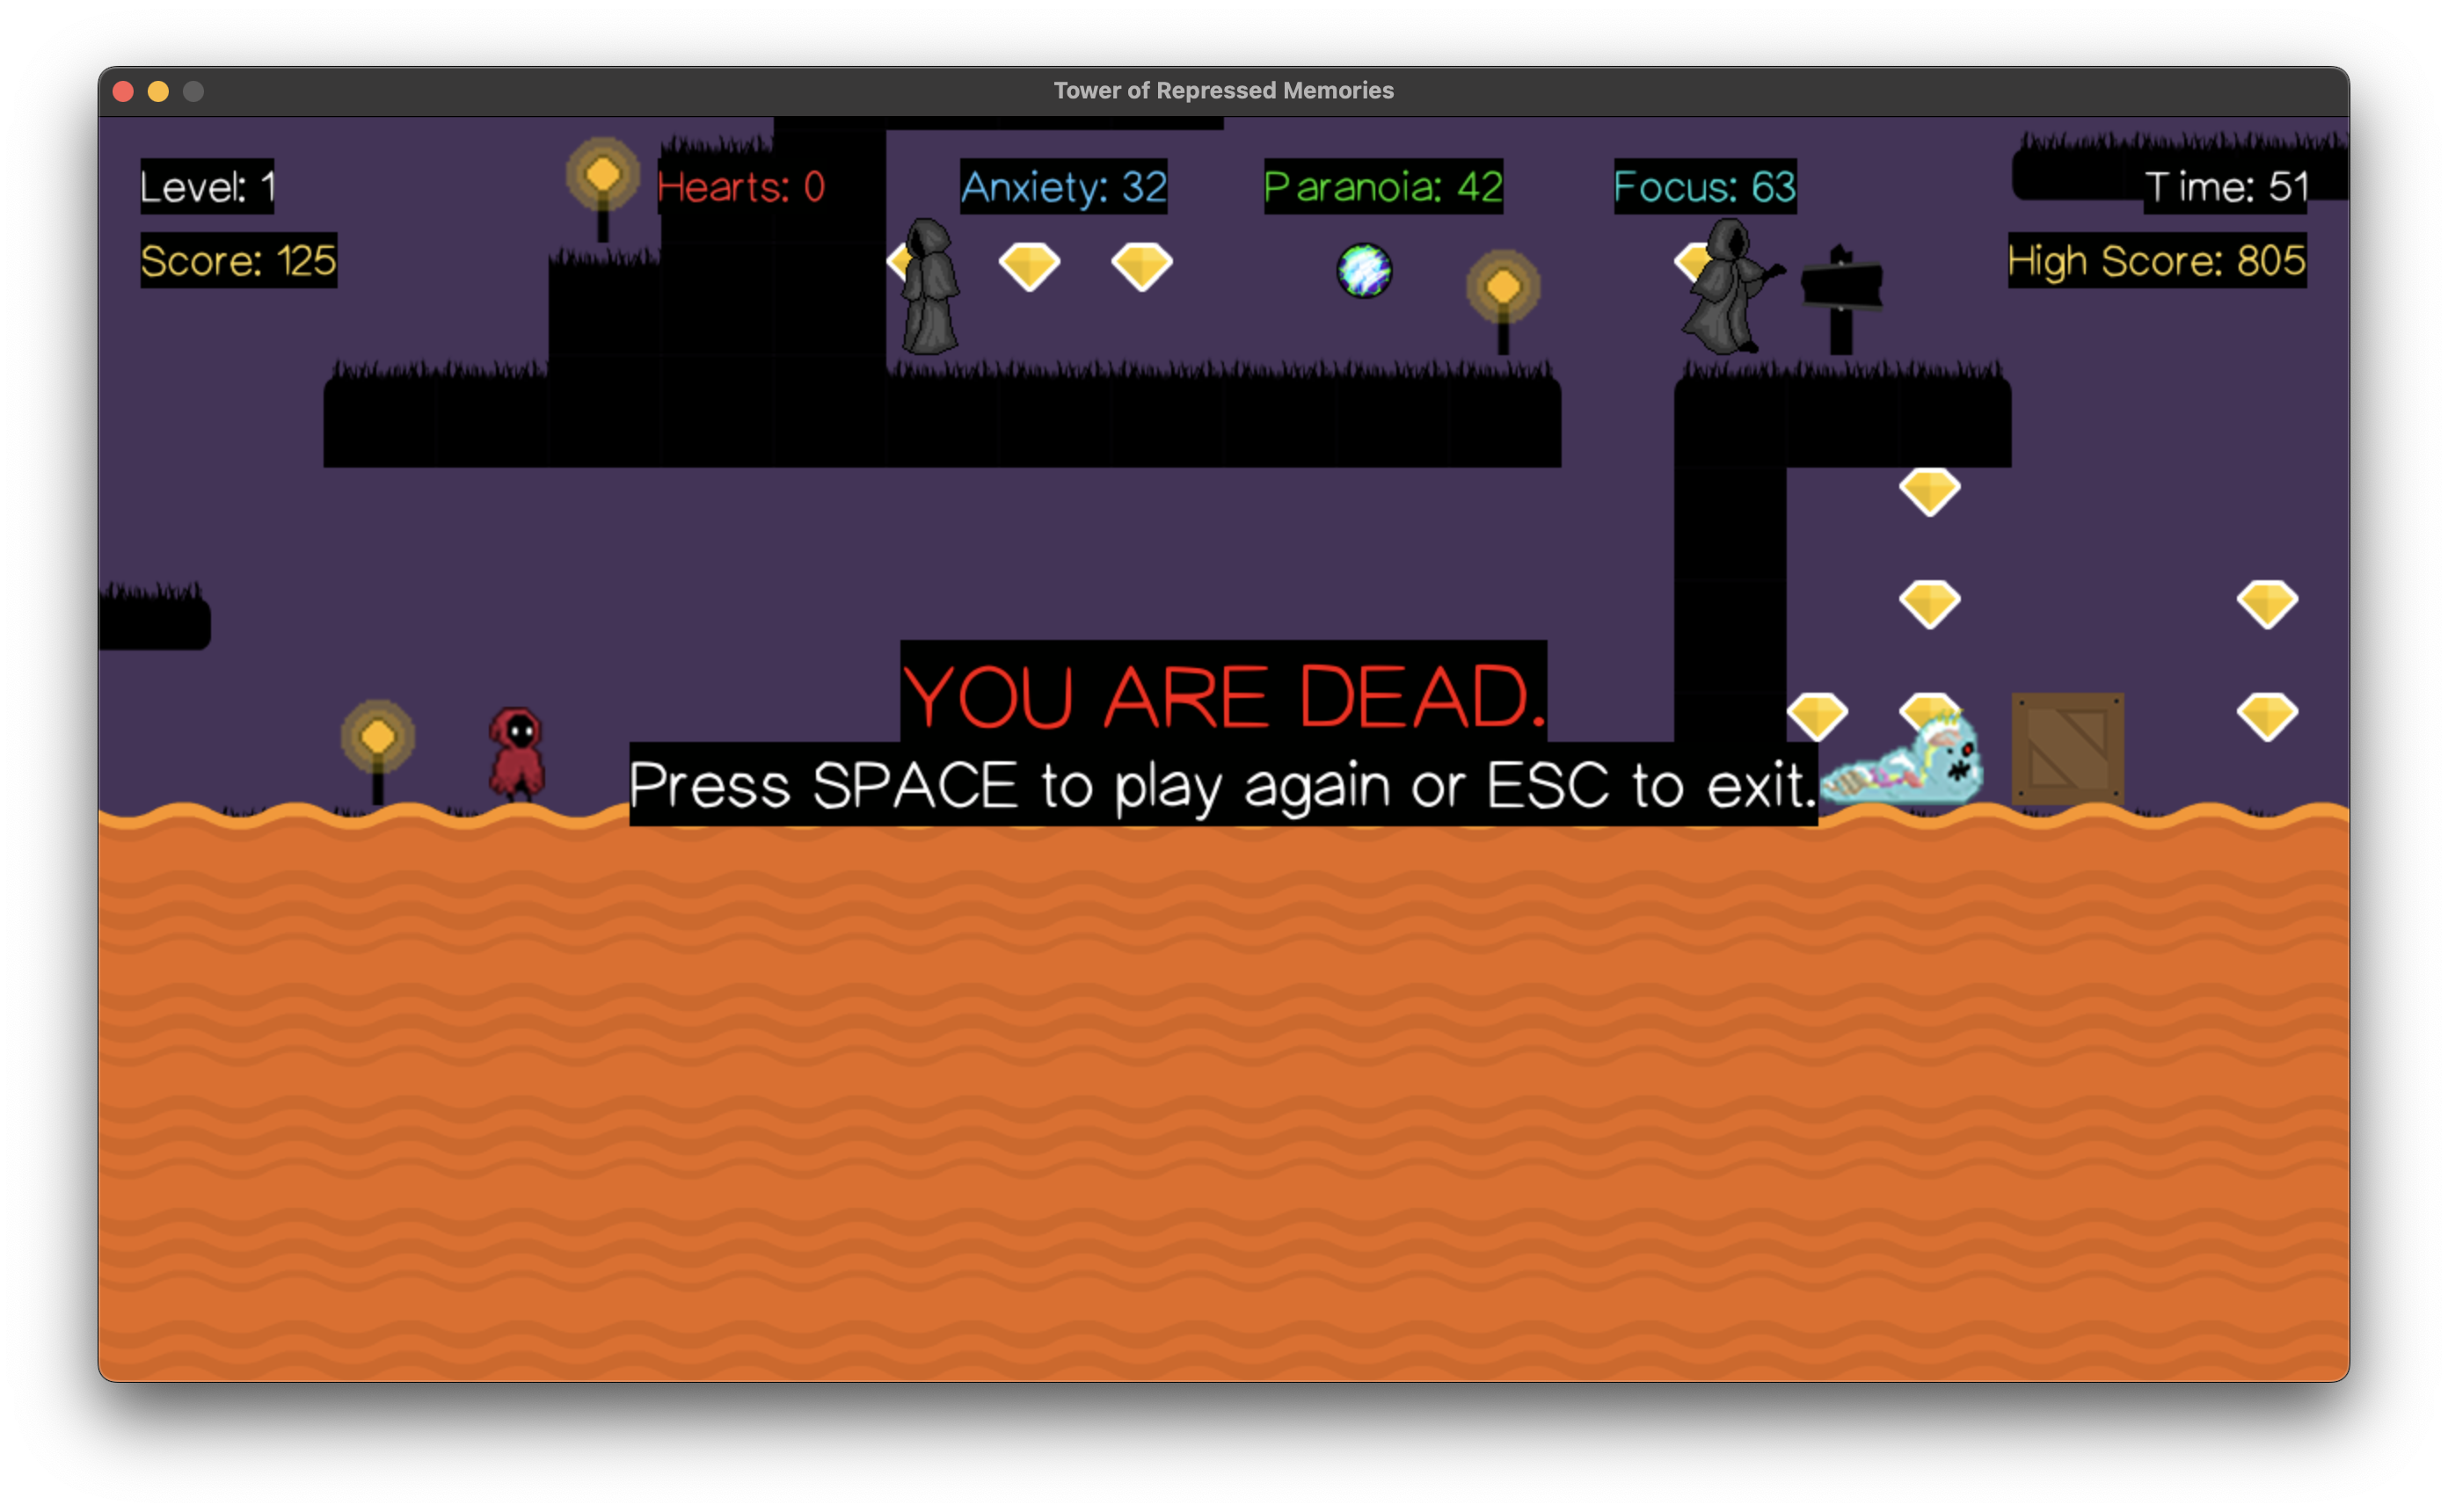 Tower of Repressed Memories
Level: 1
Hearts: 0
Anxiety: 32
Paranoia: 42
Focus: 63
Time: 51
Score: 125
High Score: 805
YOU ARE DEAD.
Press SPACE to play again or ESC to exit.